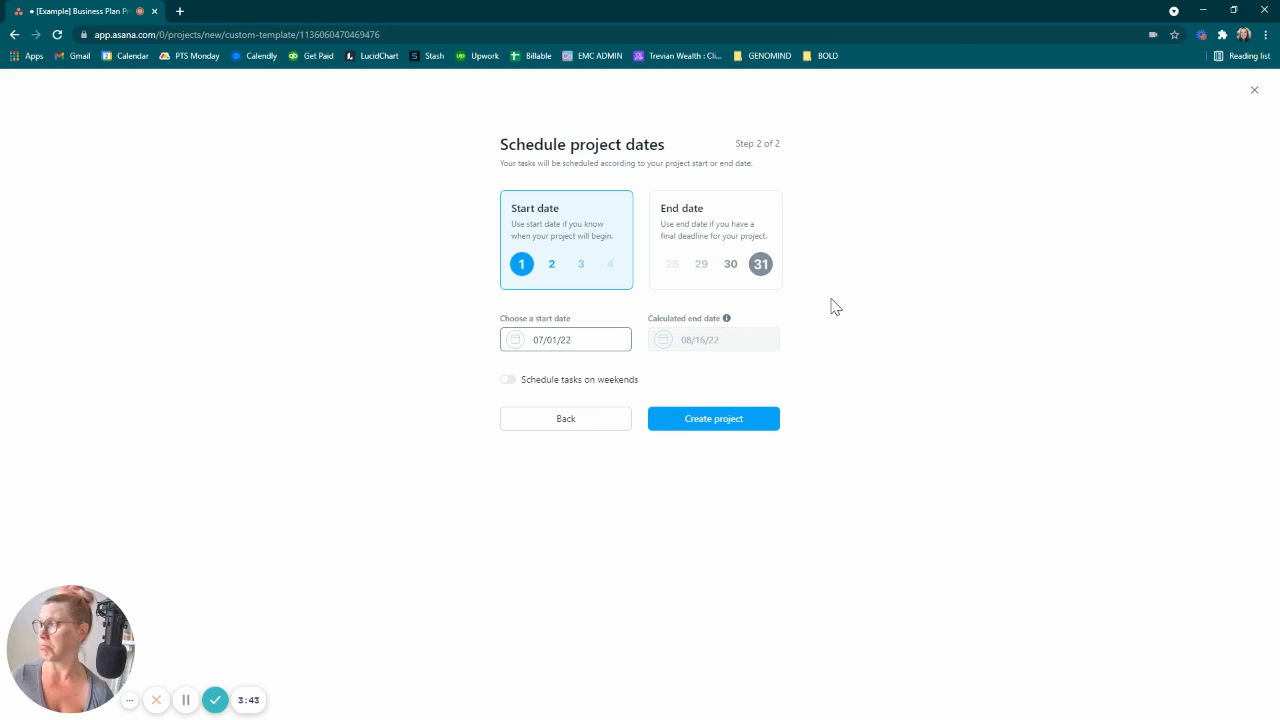 [Example] Business Plan Pr
app.asana.com/0/projects/new/custom-template/1136060470469476
Apps Gmail Calendar PTS Monday Calendly Get Paid LucidChart Stash Upwork Billable EMC ADMIN Trevian Wealth : Cli... GENOMIND BOLD Reading list
Schedule project dates Step 2 of 2
Your tasks will be scheduled according to your project start or end date.
Start date
Use start date if you know
when your project will begin.
1 2 3 4
End date
Use end date if you have a
final deadline for your project.
28 29 30 31
Choose a start date
07/01/22
Calculated end date
08/16/22
Schedule tasks on weekends
Back Create project
3:43